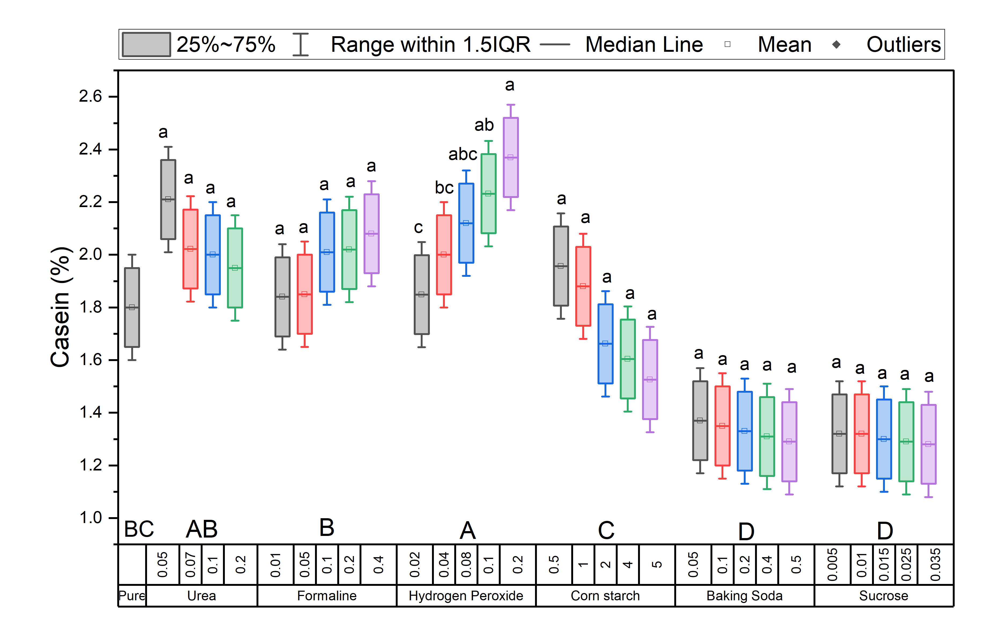 25%~75% Range within 1.5IQR Median Line Mean Outliers
Casein (%)
2.6
2.4
2.2
2.0
1.8
1.6
1.4
1.2
1.0
a a a a
a a a a a
c bc abc ab a
a a a a a
a a a a a
a a a a a
BC AB B A C D D
0.05 0.07 0.1 0.2 0.01 0.05 0.1 0.2 0.4 0.02 0.04 0.08 0.1 0.2 0.5 1 2 4 5 0.05 0.1 0.2 0.4 0.5 0.005 0.01 0.015 0.025 0.035
Pure Urea Formaline Hydrogen Peroxide Corn starch Baking Soda Sucrose